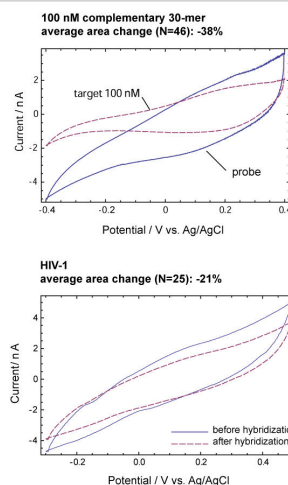 100 nM complementary 30-mer
average area change (N=46): -38%
2
0
-2
-4
Current / n A
target 100 nM
probe
-0.4
-0.2
0
0.2
0.4
Potential / V vs. Ag/AgCl
HIV-1
average area change (N=25): -21%
4
2
0
-2
-4
Current/ n A
before hybridizatio
after hybridization
-0.2
0.0
0.2
0.4
Potential / V vs. Ag/AgCl